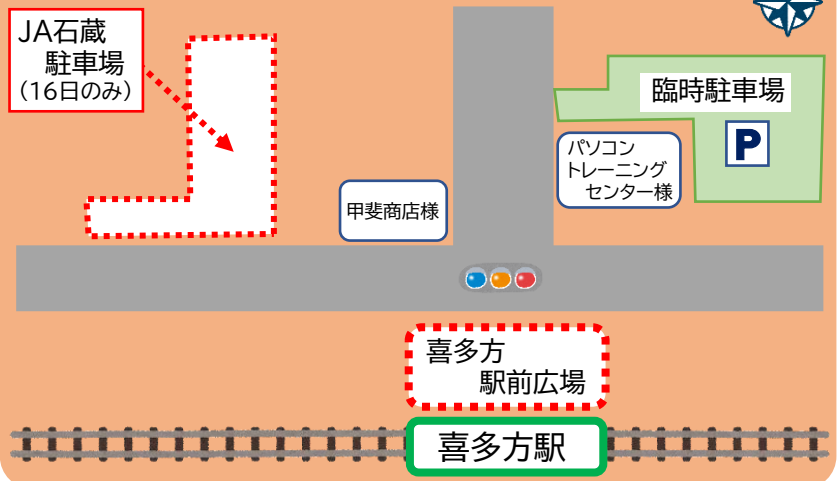 JA石蔵
駐車場
(16日のみ)
臨時駐車場
P
パソコン
トレーニング
センター様
甲斐商店様
喜多方
駅前広場
喜多方駅